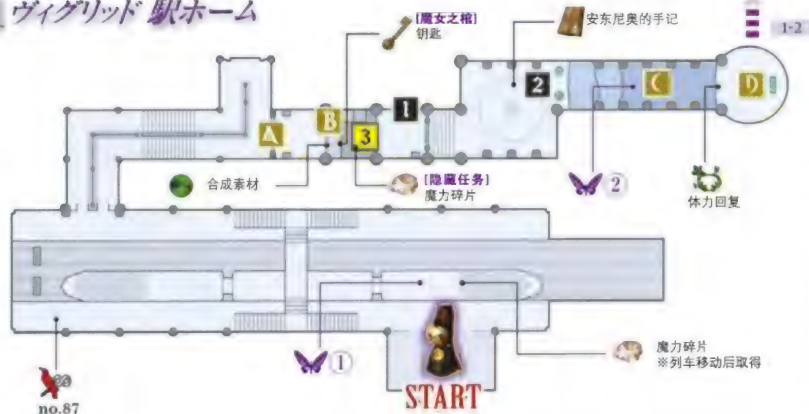 ヴィグリッド 駅ホーム
[魔女之棺]
钥匙
安东尼奥的手记
1-2
A
B
3
1
2
C
D
合成素材
[隐藏任务]
魔力碎片
2
体力回复
1
START
魔力碎片
※列车移动后取得
no.87